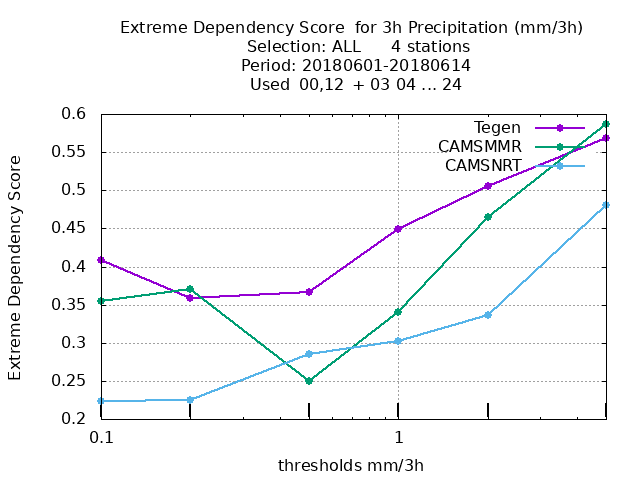 Extreme Dependency Score  for 3h Precipitation (mm/3h)
Selection: ALL      4 stations
Period: 20180601-20180614
Used  00,12  + 03 04 ... 24
Extreme Dependency Score
0.6
0.55
0.5
0.45
0.4
0.35
0.3
0.25
0.2
Tegen
CAMSMMR
CAMSNRT
0.1
1
thresholds mm/3h